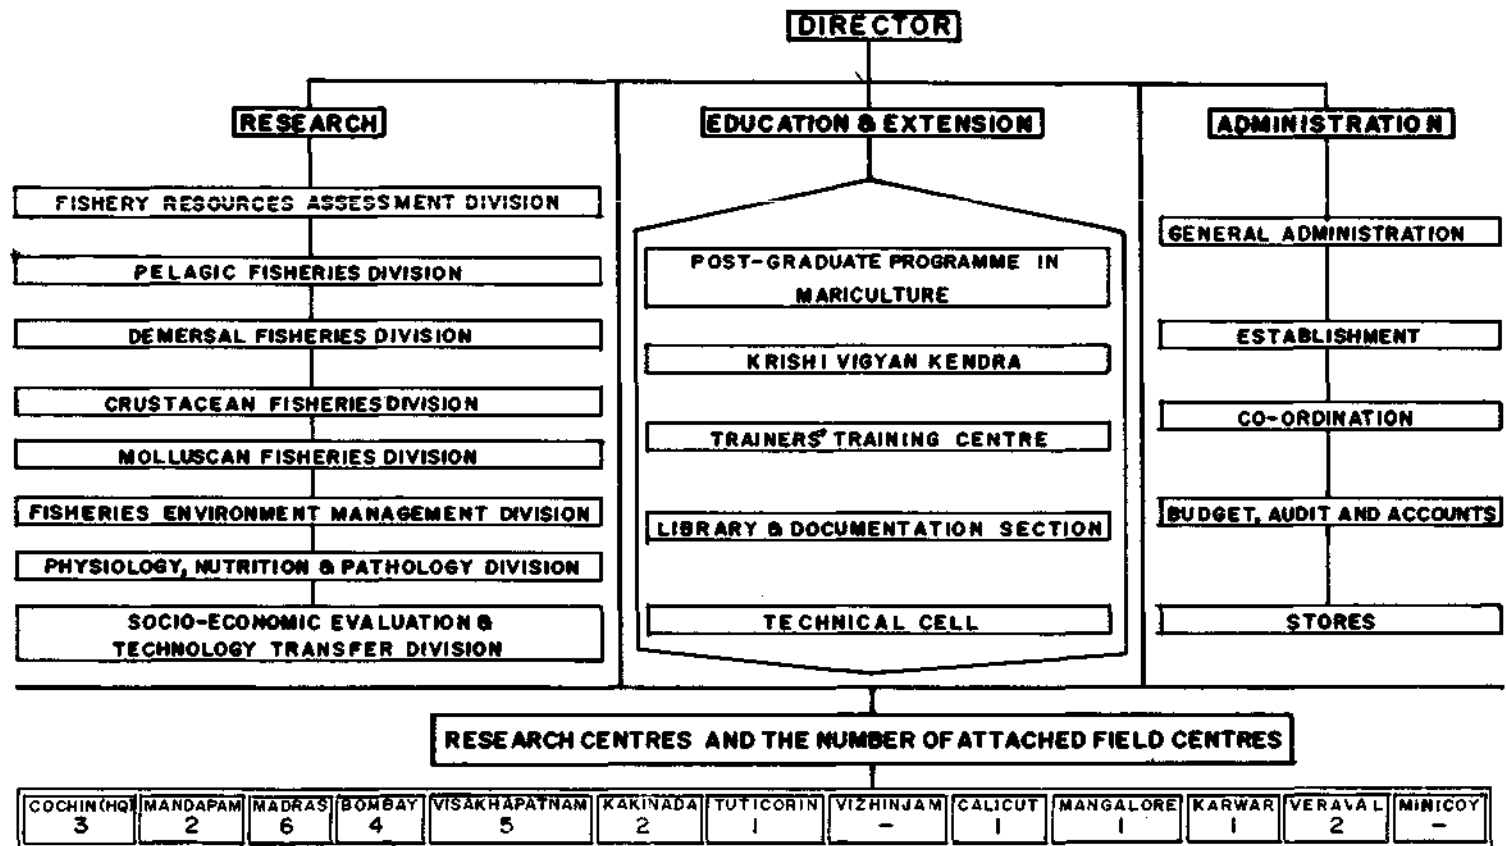 DIRECTOR
RESEARCH
FISHERY RESOURCES ASSESSMENT DIVISION
PELAGIC FISHERIES DIVISION
DEMERSAL FISHERIES DIVISION
CRUSTACEAN FISHERIES DIVISION
MOLLUSCAN FISHERIES DIVISION
FISHERIES ENVIRONMENT MANAGEMENT DIVISION
PHYSIOLOGY, NUTRITION & PATHOLOGY DIVISION
SOCIO-ECONOMIC EVALUATION &
TECHNOLOGY TRANSFER DIVISION
EDUCATION & EXTENSION
POST-GRADUATE PROGRAMME IN
MARICULTURE
KRISHI VIGYAN KENDRA
TRAINERS' TRAINING CENTRE
LIBRARY & DOCUMENTATION SECTION
TECHNICAL CELL
ADMINISTRATION
GENERAL ADMINISTRATION
ESTABLISHMENT
CO-ORDINATION
BUDGET, AUDIT AND ACCOUNTS
STORES
RESEARCH CENTRES AND THE NUMBER OF ATTACHED FIELD CENTRES
COCHIN (HQ)
3
MANDAPAM
2
MADRAS
6
BOMBAY
4
VISAKHAPATNAM
5
KAKINADA
2
TUTICORIN
1
VIZHINJAM
-
CALICUT
1
MANGALORE
1
KARWAR
1
VERAVAL
2
MINICOY
-